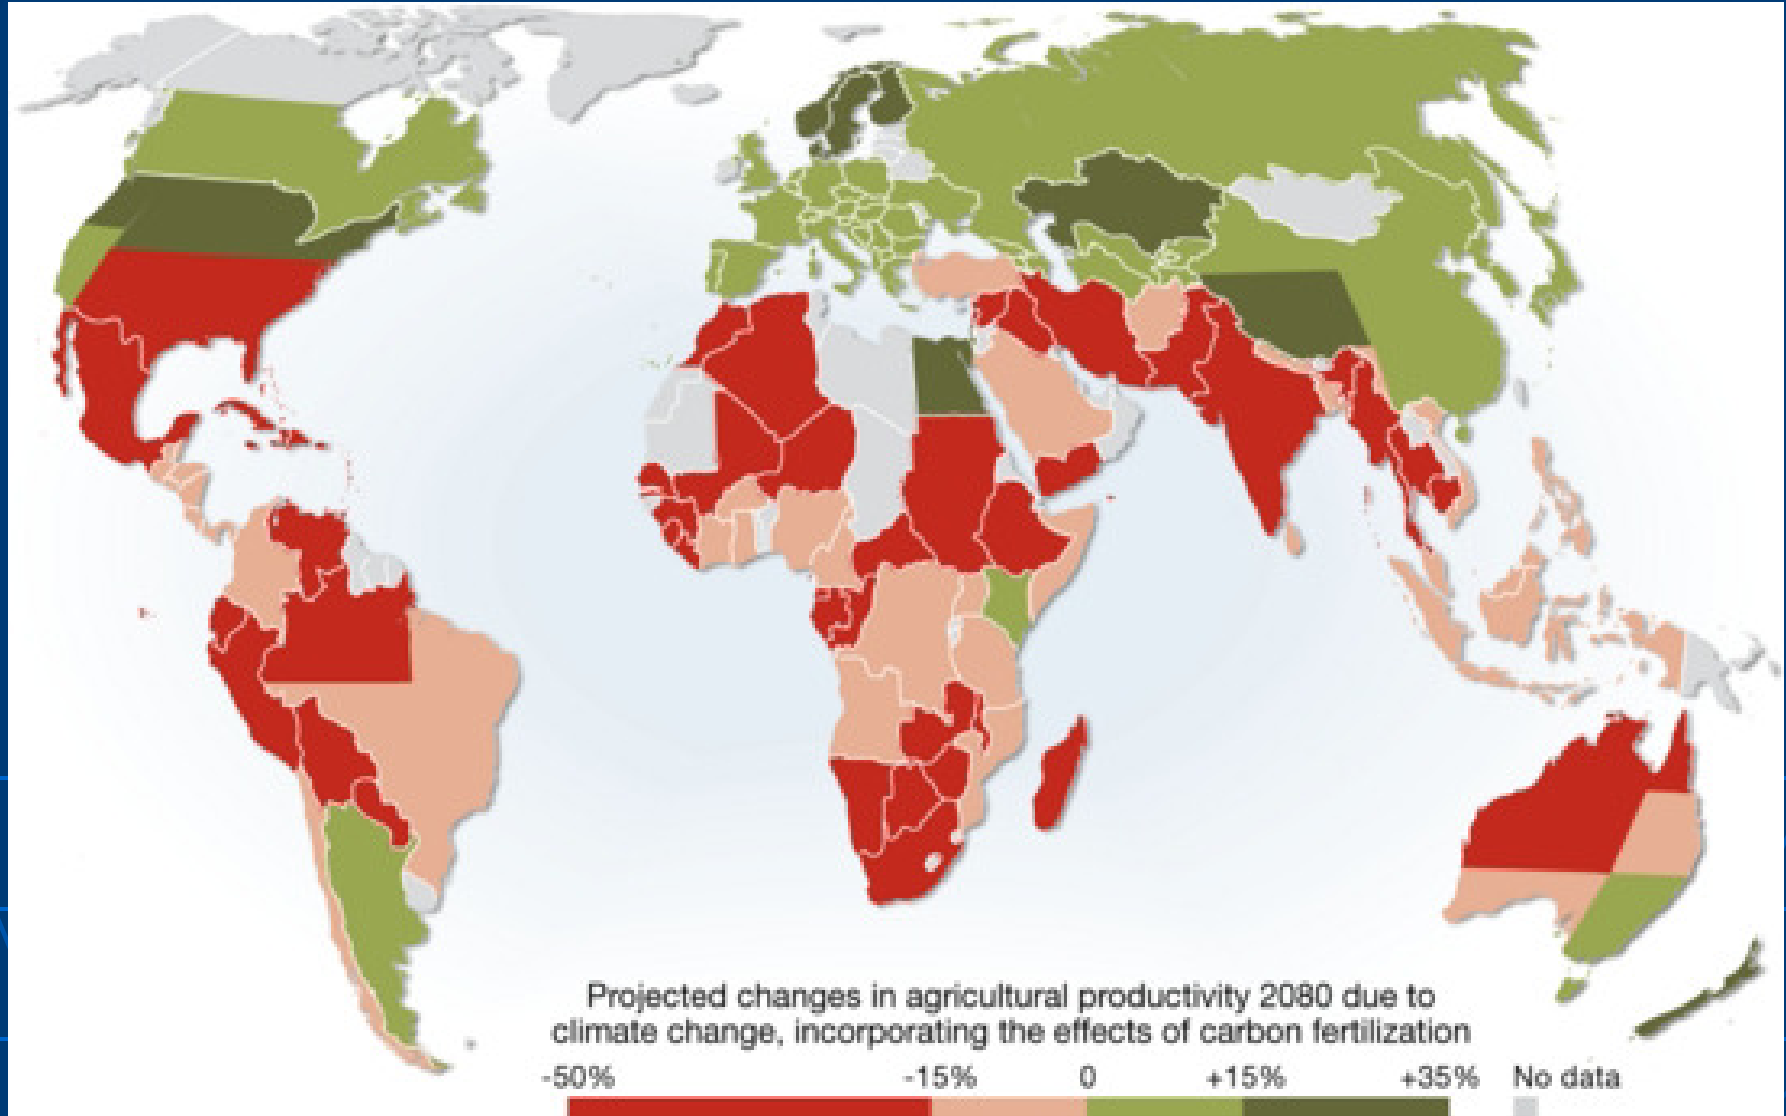 Projected changes in agricultural productivity 2080 due to
climate change, incorporating the effects of carbon fertilization
-50% -15% 0 +15% +35% No data